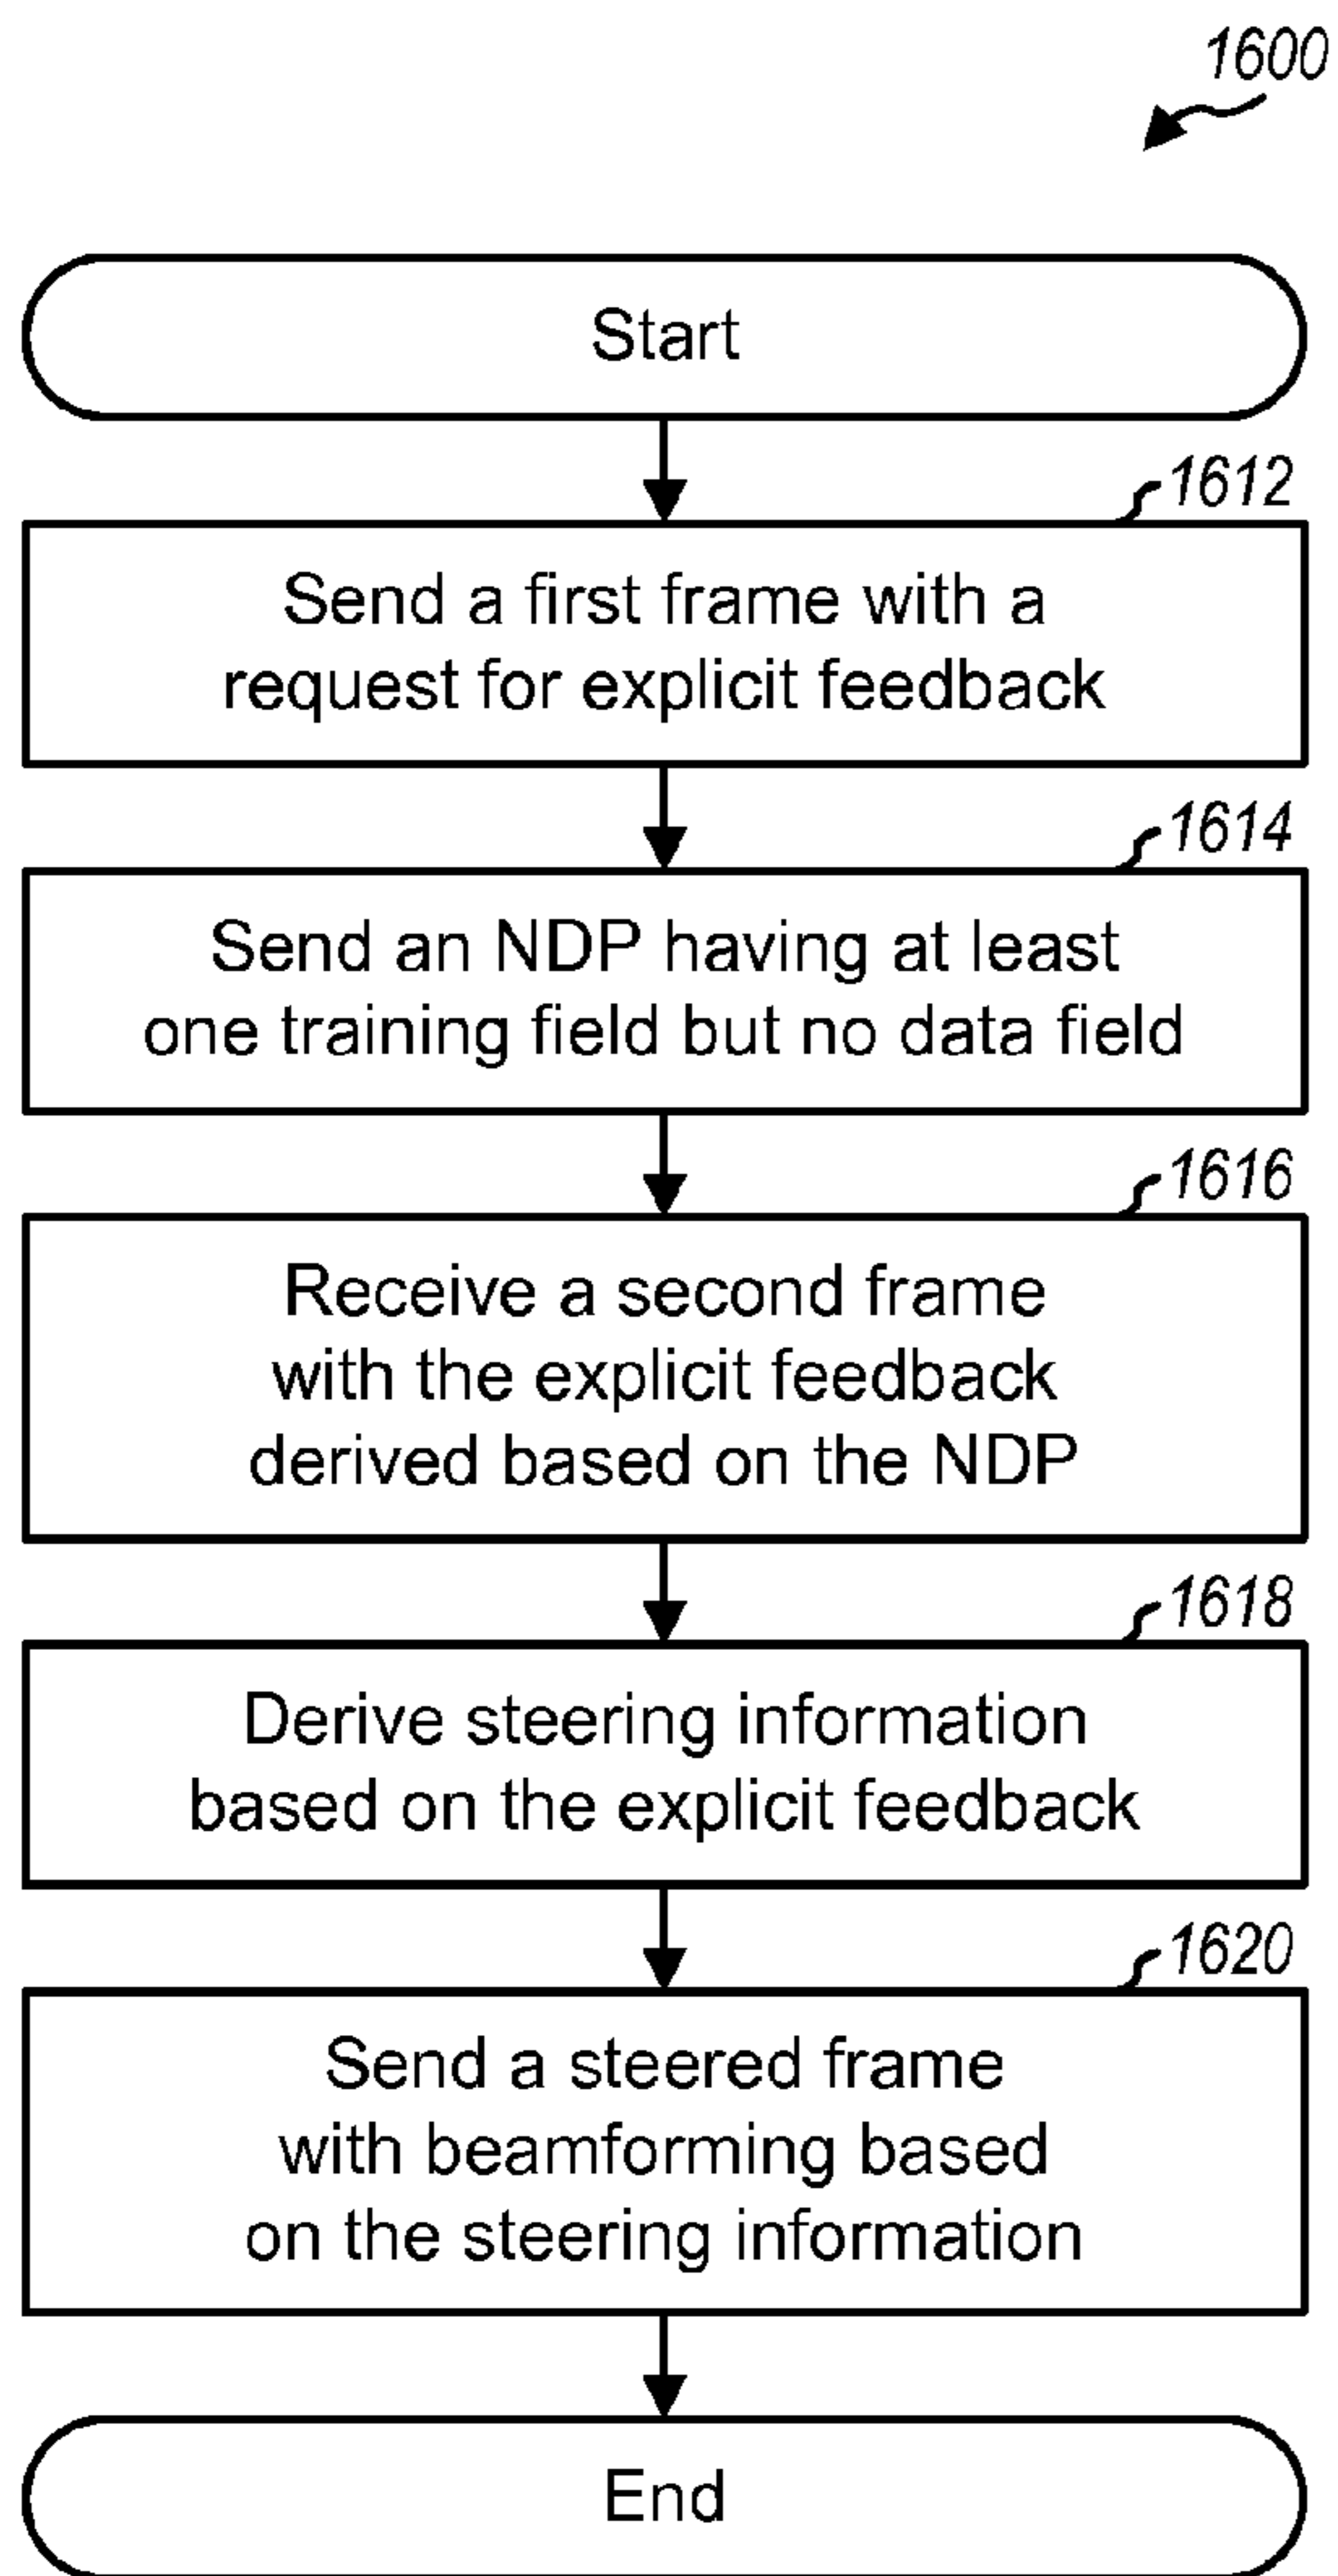 1600
Start
1612
Send a first frame with a
request for explicit feedback
1614
Send an NDP having at least
one training field but no data field
1616
Receive a second frame
with the explicit feedback
derived based on the NDP
1618
Derive steering information
based on the explicit feedback
1620
Send a steered frame
with beamforming based
on the steering information
End